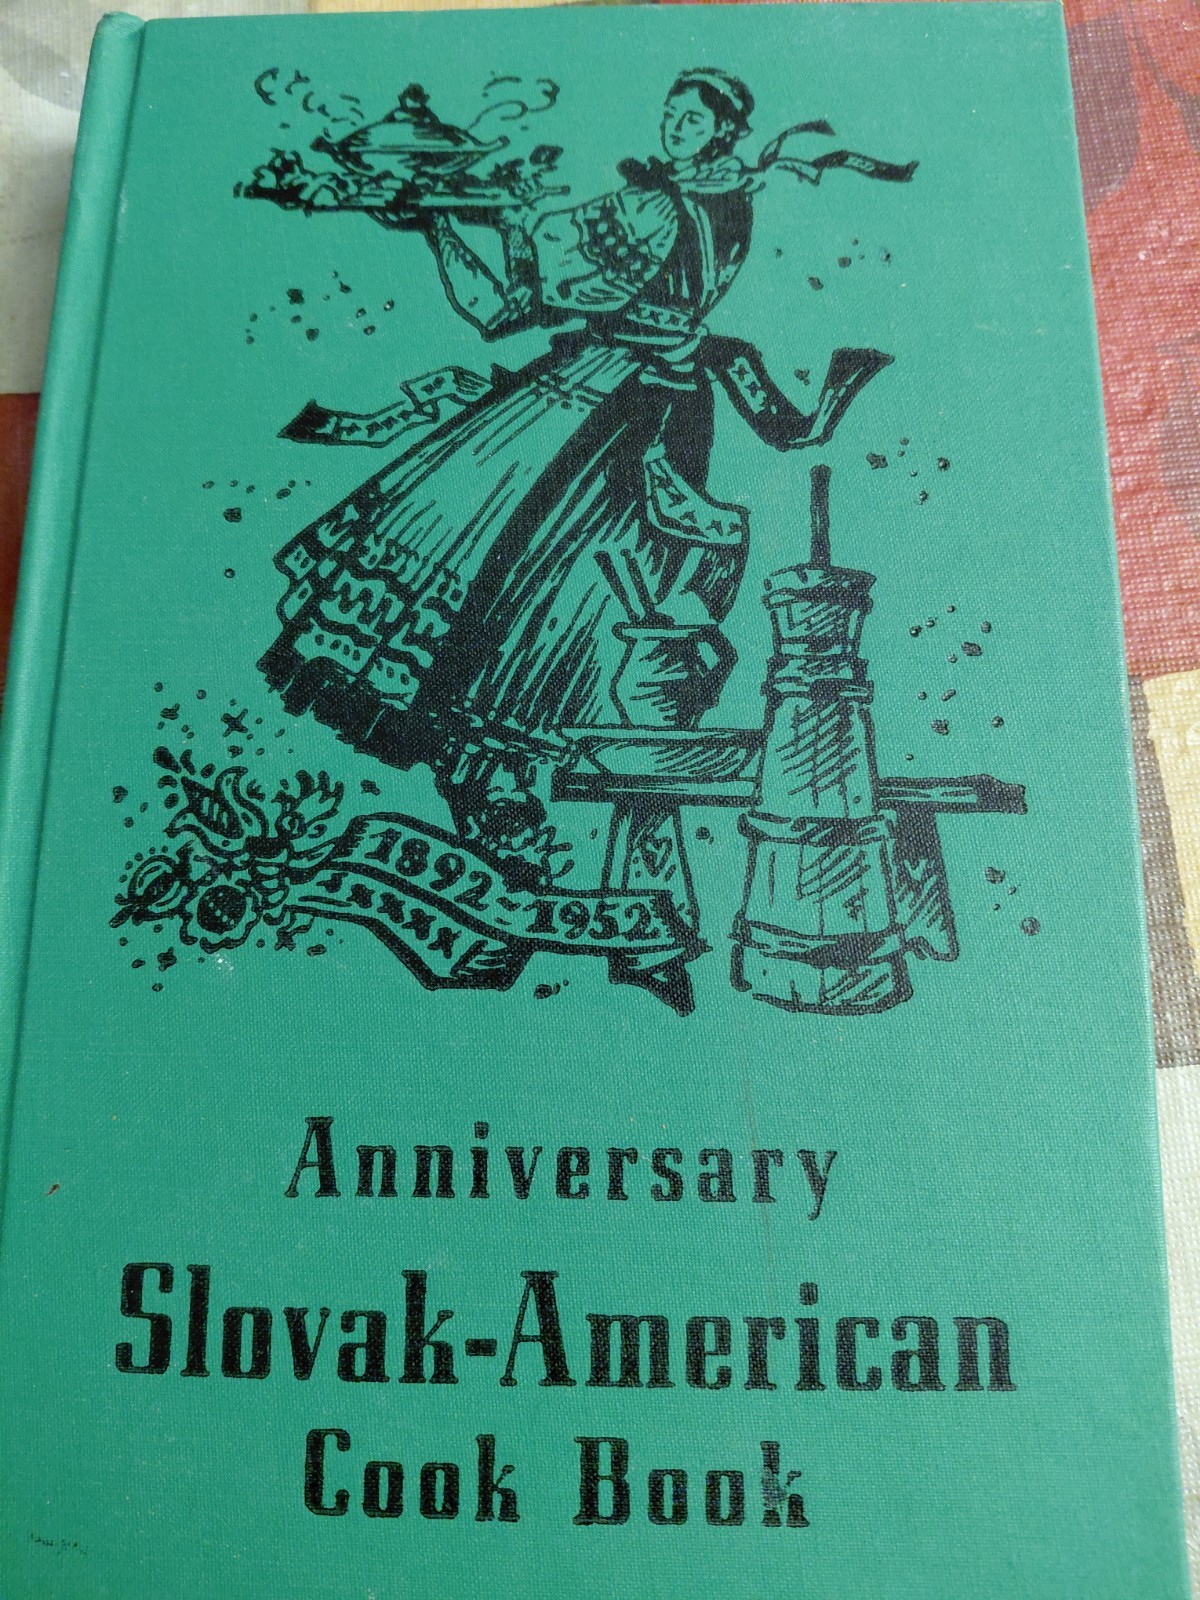 1892-1952
Anniversary
Slovak-American
Cook Book